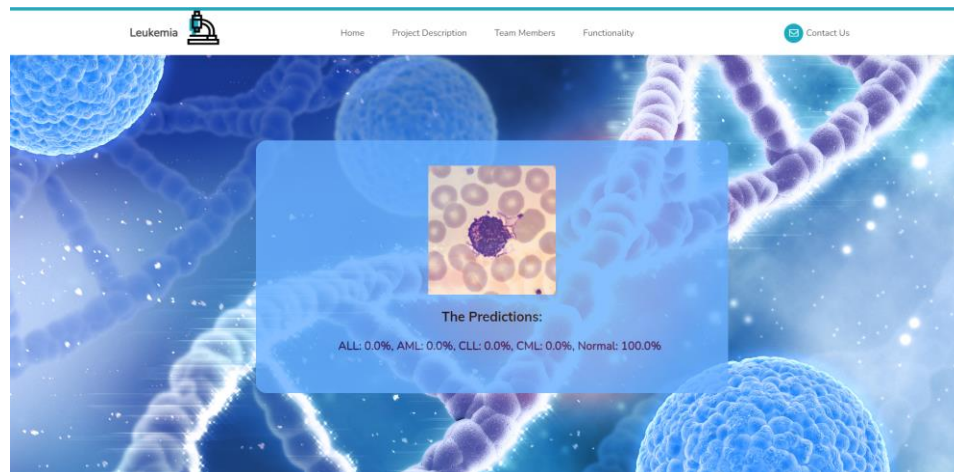 Leukemia
Home Project Description Team Members Functionality
Contact Us
The Predictions:
ALL: 0.0%, AML: 0.0%, CLL: 0.0%, CML: 0.0%, Normal: 100.0%